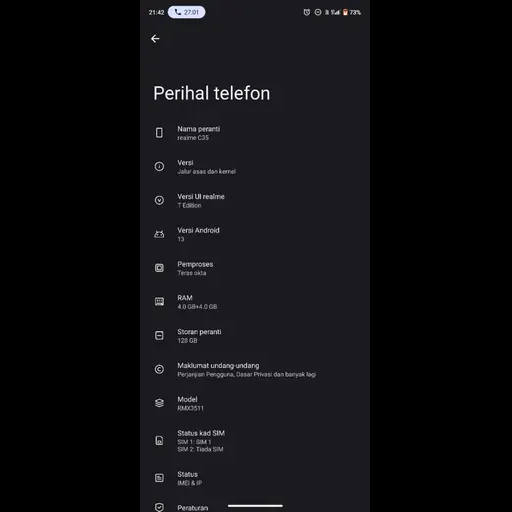 21:42 27:01 73%
Perihal telefon
Nama peranti
realme C35
Versi
Jalur asas dan kernel
Versi UI realme
T Edition
Versi Android
13
Pemproses
Teras okta
RAM
4.0 GB+4.0 GB
Storan peranti
128 GB
Maklumat undang-undang
Perjanjian Pengguna, Dasar Privasi dan banyak lagi
Model
RMX3511
Status kad SIM
SIM 1: SIM 1
SIM 2: Tiada SIM
Status
IMEI & IP
Peraturan